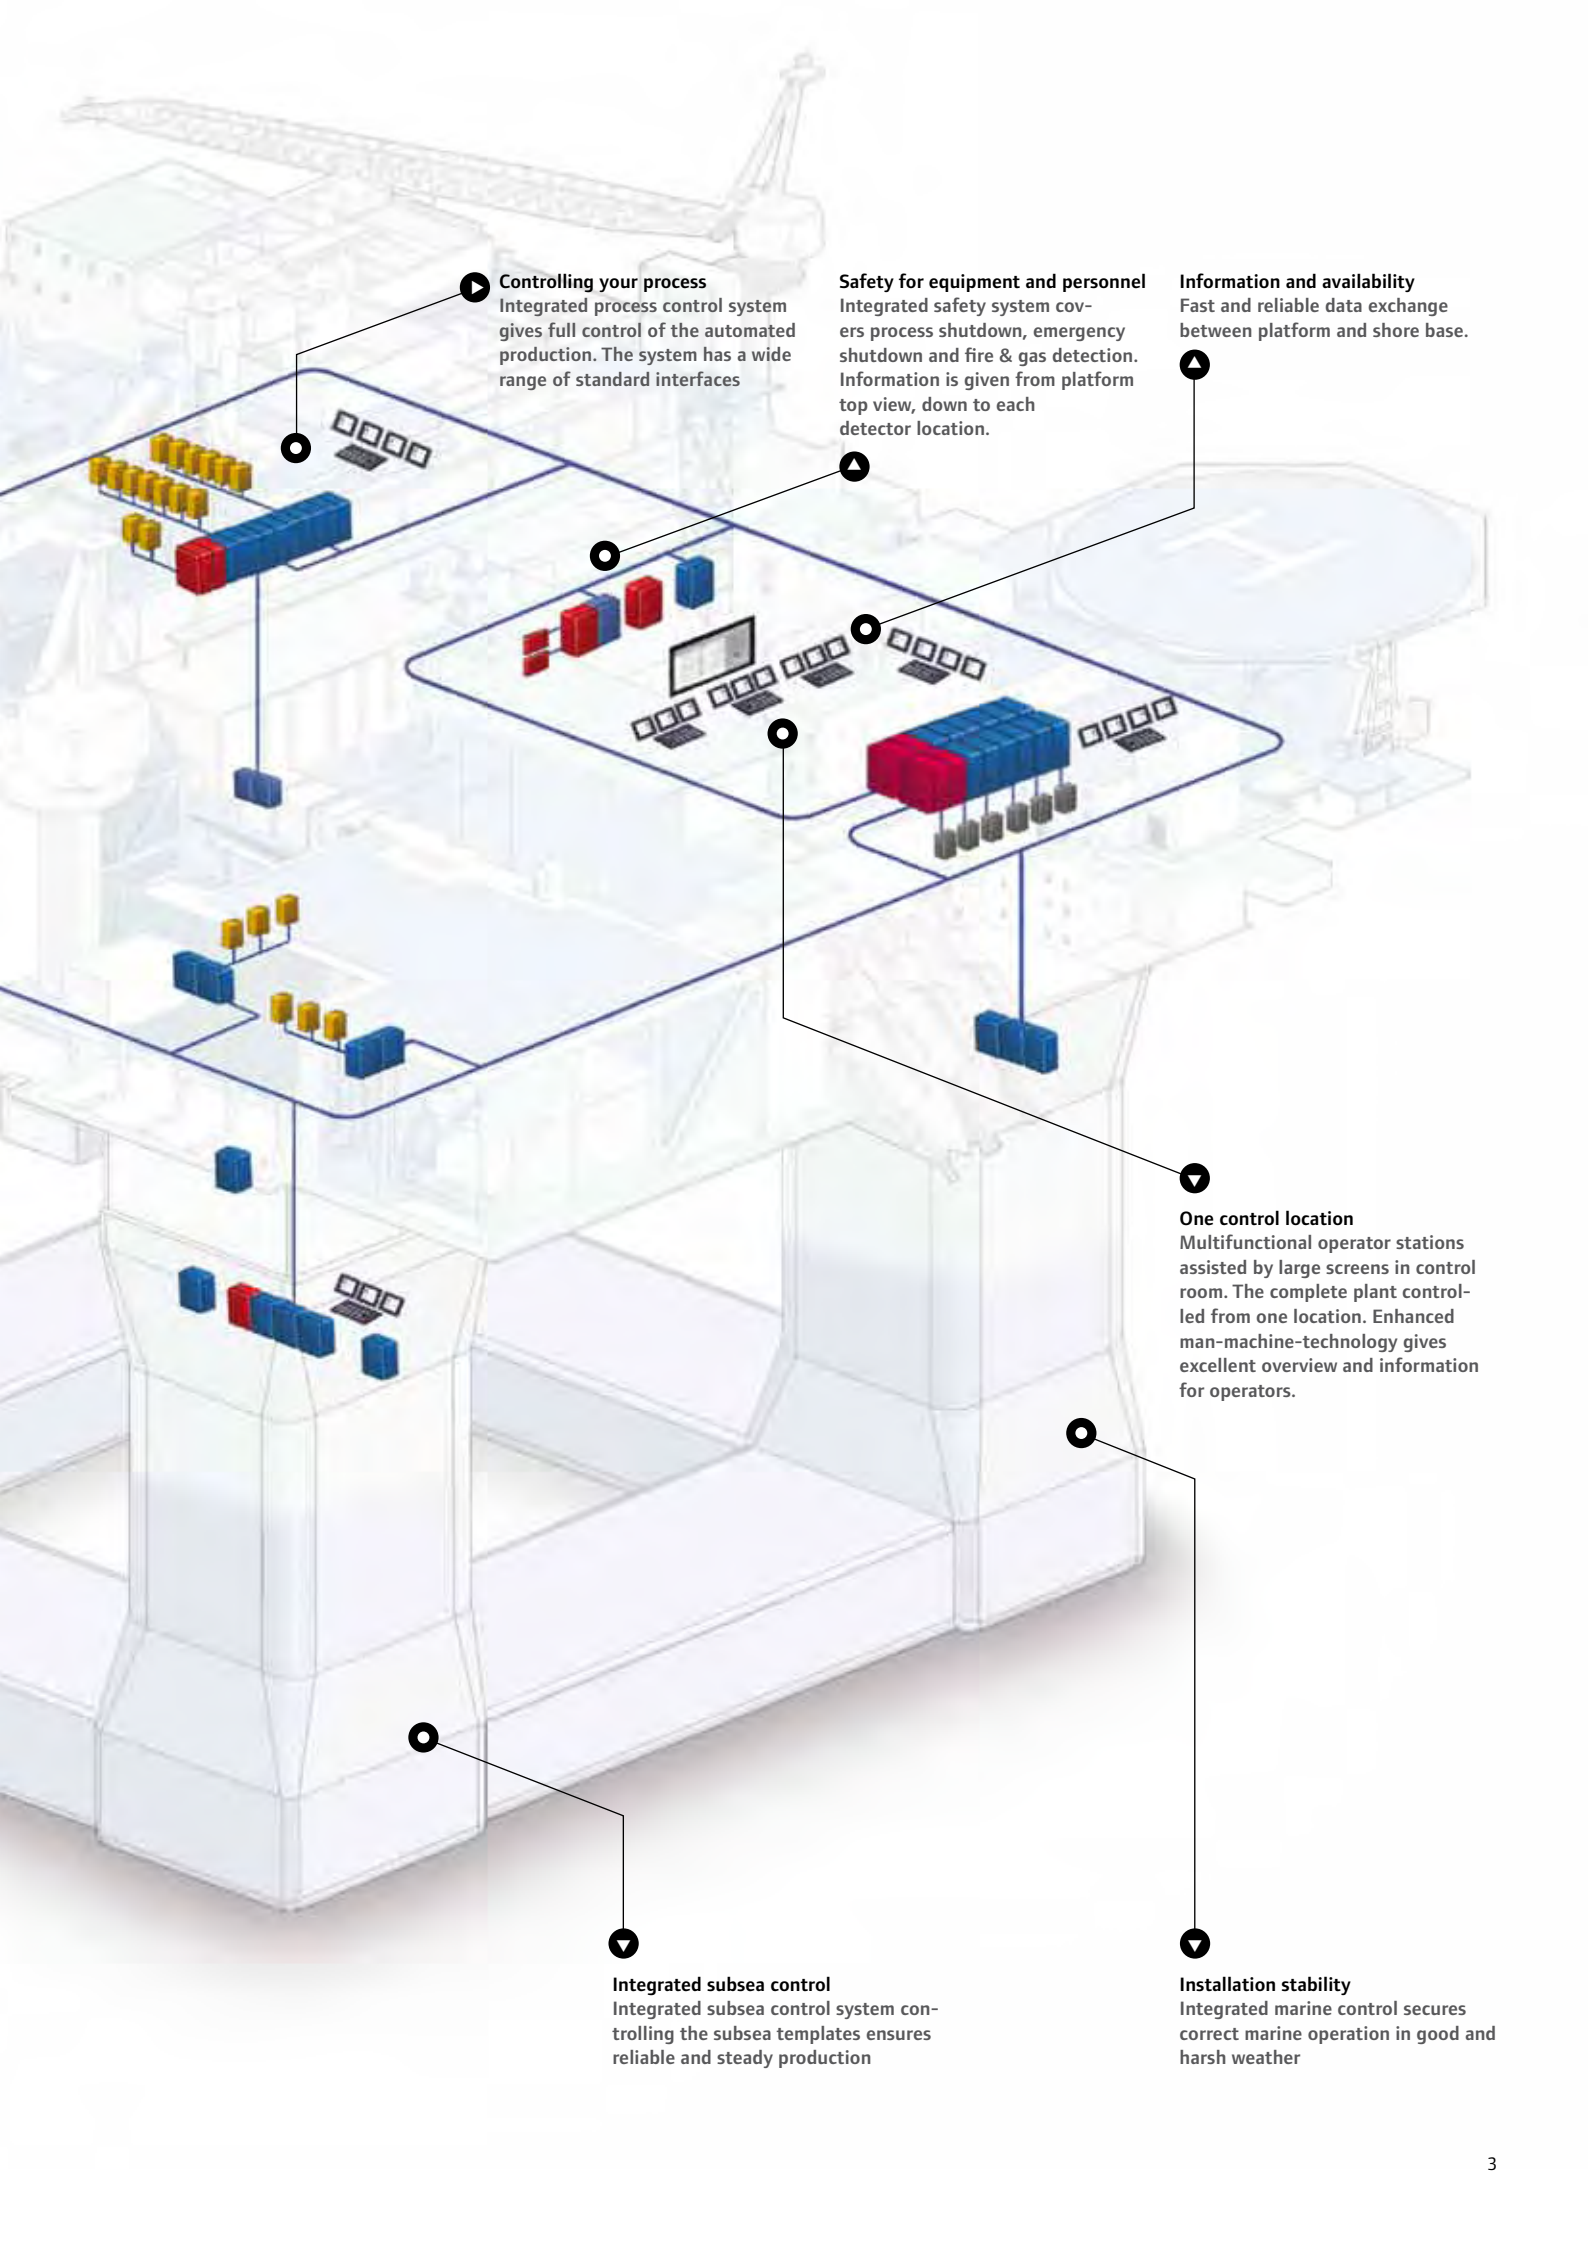 Controlling your process
Integrated process control system
gives full control of the automated
production. The system has a wide
range of standard interfaces
Safety for equipment and personnel
Integrated safety system cov-
ers process shutdown, emergency
shutdown and fire & gas detection.
Information is given from platform
top view, down to each
detector location.
Information and availability
Fast and reliable data exchange
between platform and shore base.
One control location
Multifunctional operator stations
assisted by large screens in control
room. The complete plant control-
led from one location. Enhanced
man-machine-technology gives
excellent overview and information
for operators.
Integrated subsea control
Integrated subsea control system con-
trolling the subsea templates ensures
reliable and steady production
Installation stability
Integrated marine control secures
correct marine operation in good and
harsh weather
3